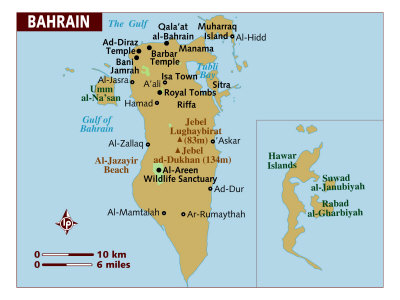 BAHRAIN
The Gulf
Qala'at
al-Bahrain
Muharraq
Island
Al-Hidd
Ad-Diraz
Temple
Barbar
Temple
Manama
Bani
Jamrah
Tubli
Bay
Isa Town
Al-Jasra
A'ali
Sitra
Umm
al-Na'san
Royal Tombs
Hamad
Riffa
Gulf of
Bahrain
Jebel
Lughaybirat
(83m)
Al-Zallaq
'Askar
Jebel
ad-Dukhan (134m)
Al-Jazayir
Beach
Al-Areen
Wildlife Sanctuary
Ad-Dur
Al-Mamtalah
Ar-Rumaythah
Hawar
Islands
Suwad
al-Janubiyah
Rabad
al-Gharbiyah
lp
0 10 km
0 6 miles